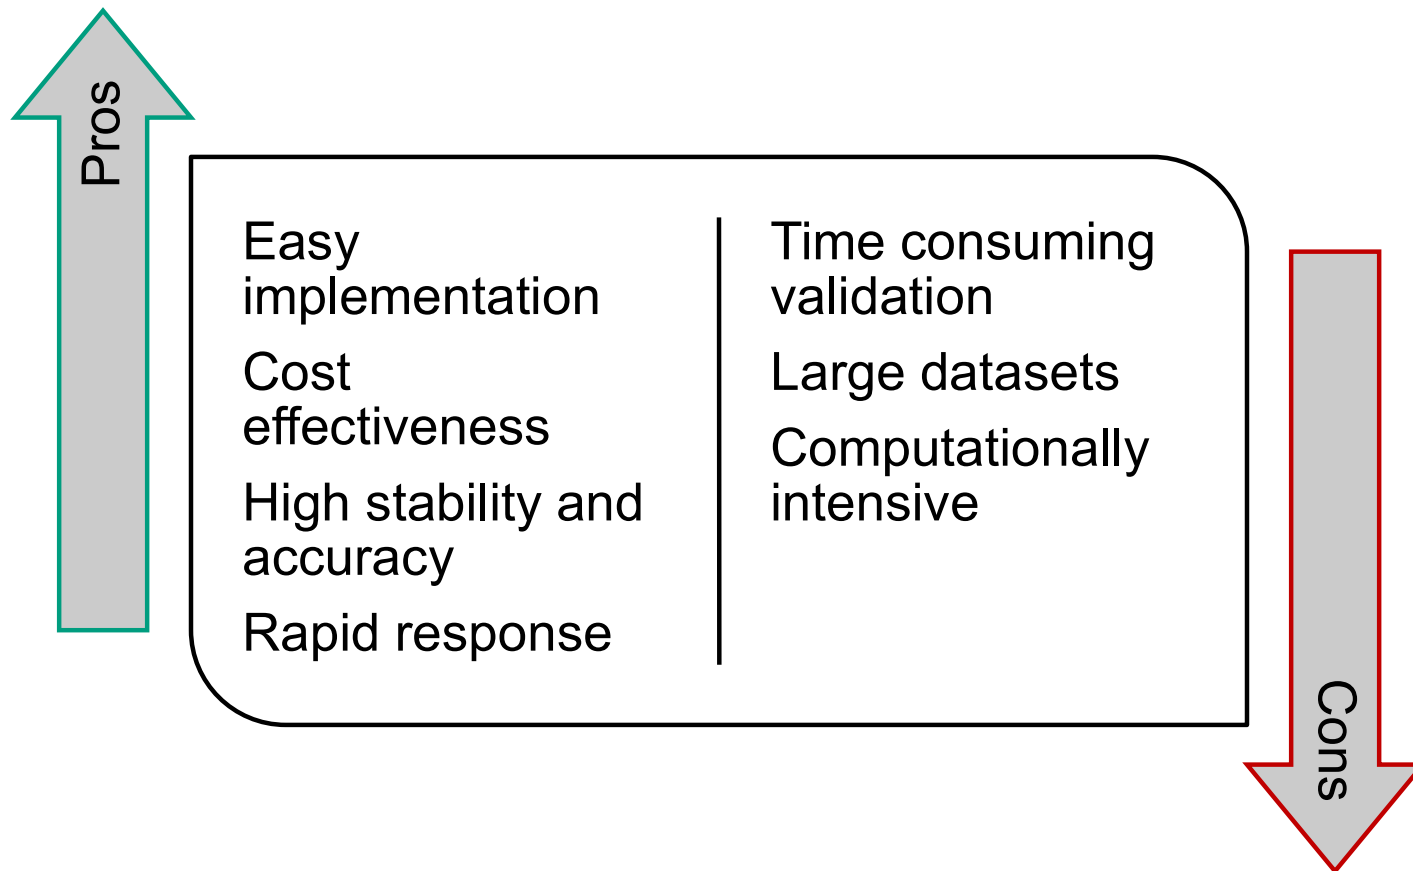 Pros
Easy
implementation
Cost
effectiveness
High stability and
accuracy
Rapid response
Time consuming
validation
Large datasets
Computationally
intensive
Cons